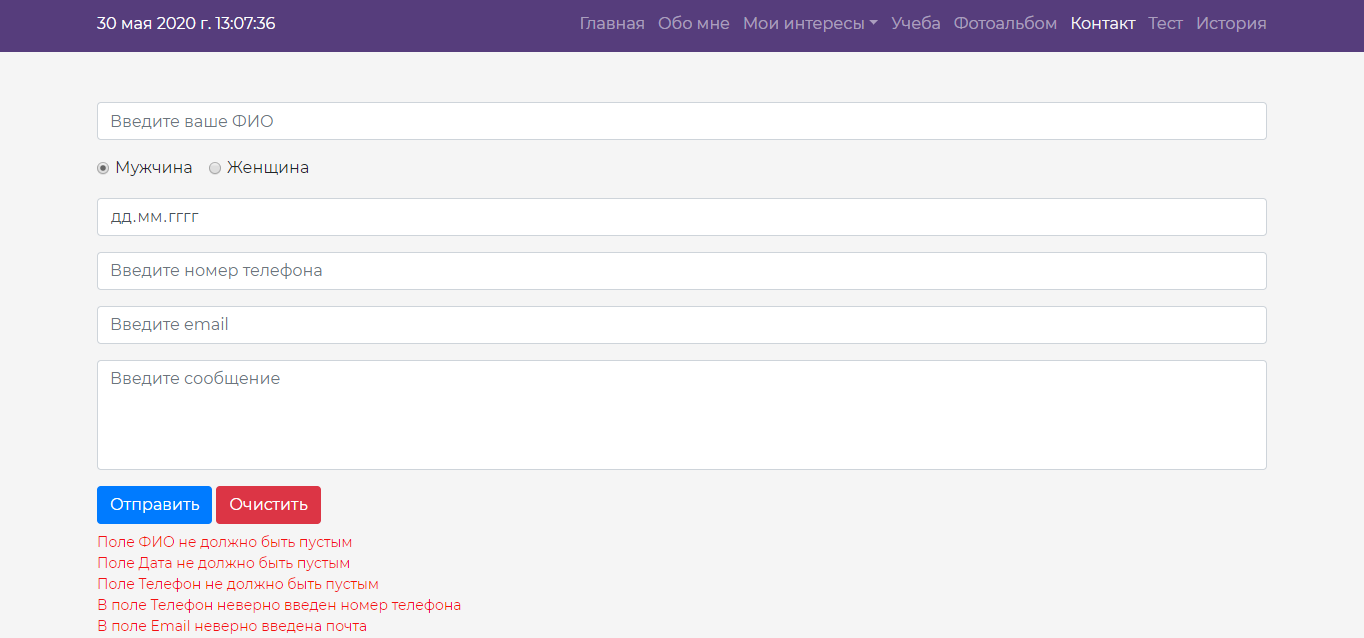 30 мая 2020 г. 13:07:36 Главная Обо мне Мои интересы Учеба Фотоальбом Контакт Тест История
Введите ваше ФИО
Мужчина Женщина
дд.мм.гггг
Введите номер телефона
Введите email
Введите сообщение
Отправить Очистить
Поле ФИО не должно быть пустым
Поле Дата не должно быть пустым
Поле Телефон не должно быть пустым
В поле Телефон неверно введен номер телефона
В поле Email неверно введена почта